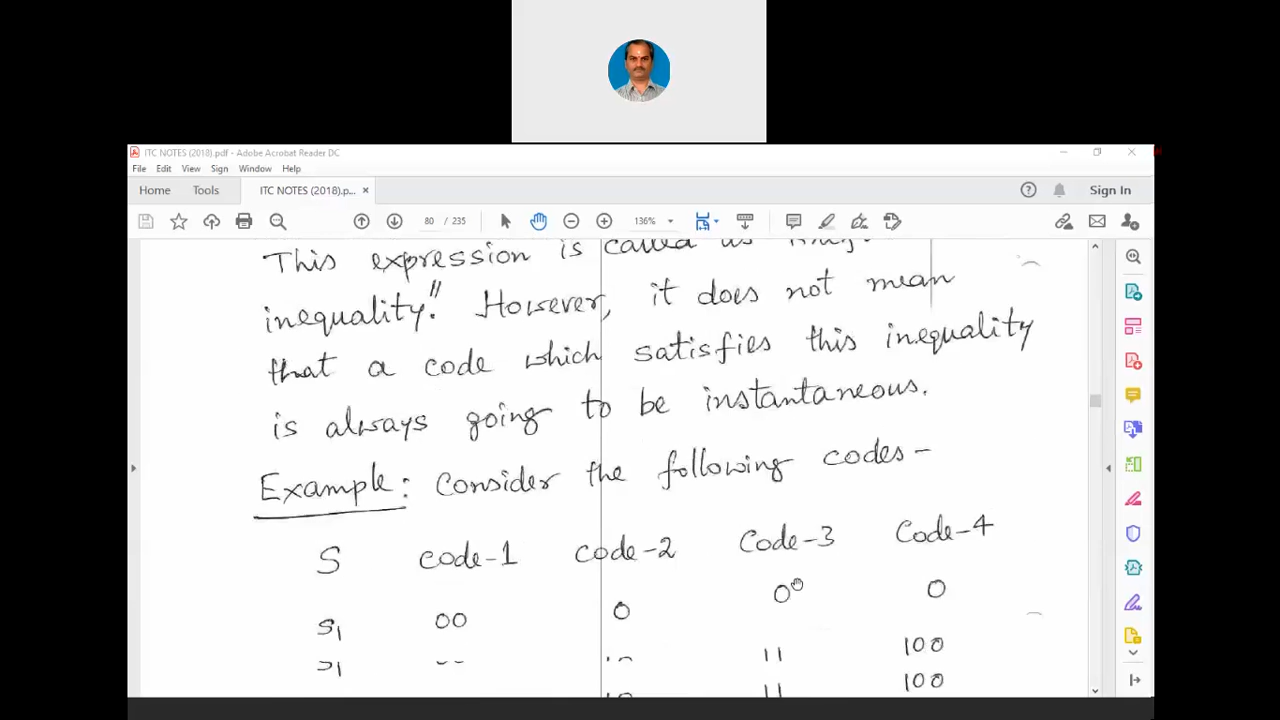 ITC NOTES (2018).pdf - Adobe Acrobat Reader DC
File Edit View Sign Window Help
Home Tools ITC NOTES (2018).p... × Sign In
80 / 235 136%
This expression is called as
inequality". However, it does not mean
that a code which satisfies this inequality
is always going to be instantaneous.
Example: Consider the following codes-
S code-1 code-2 Code-3 Code-4
S1 00 0 0 0
11 100
10 11 100